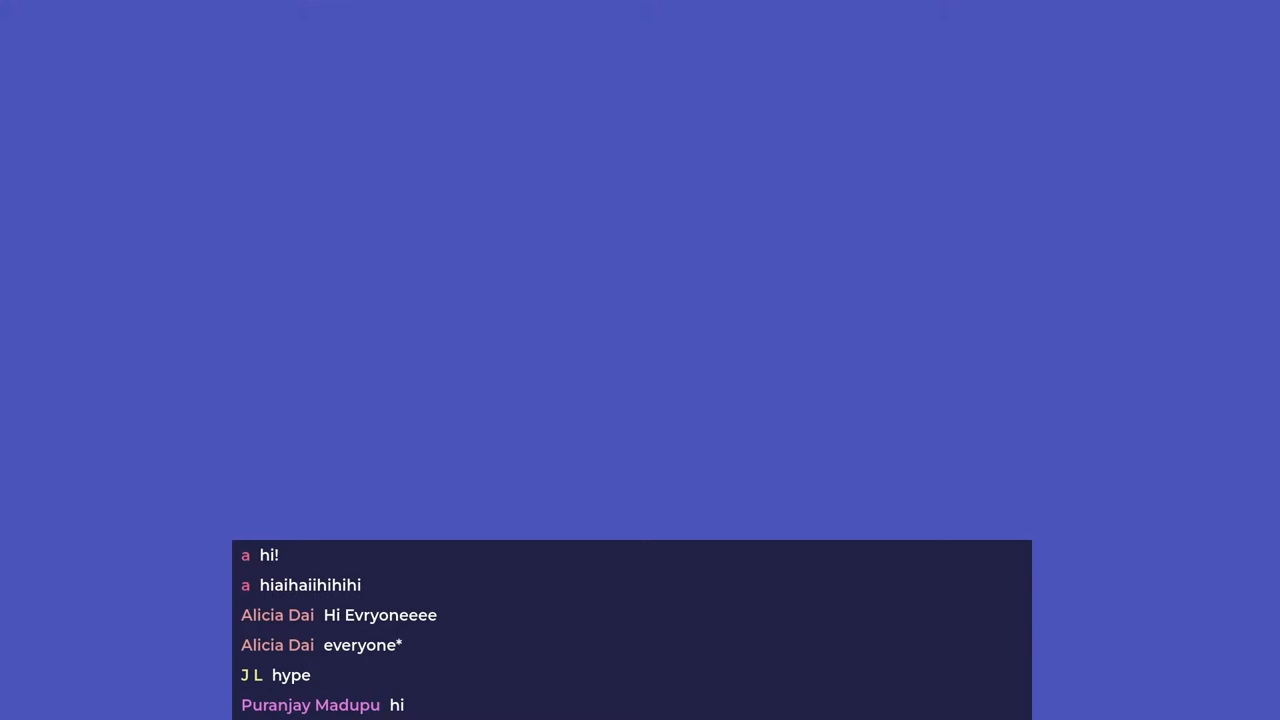 a hi!
a hiaihaiihihihi
Alicia Dai Hi Evryoneeee
Alicia Dai everyone*
J L hype
Puranjay Madupu hi